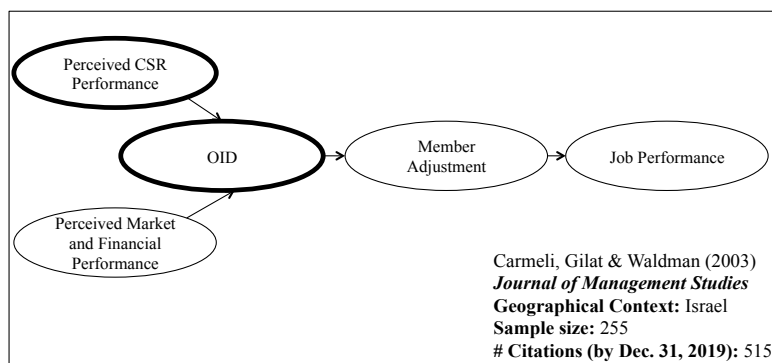 Perceived CSR
Performance
OID
Member
Adjustment
Job Performance
Perceived Market
and Financial
Performance
Carmeli, Gilat & Waldman (2003)
Journal of Management Studies
Geographical Context: Israel
Sample size: 255
# Citations (by Dec. 31, 2019): 515